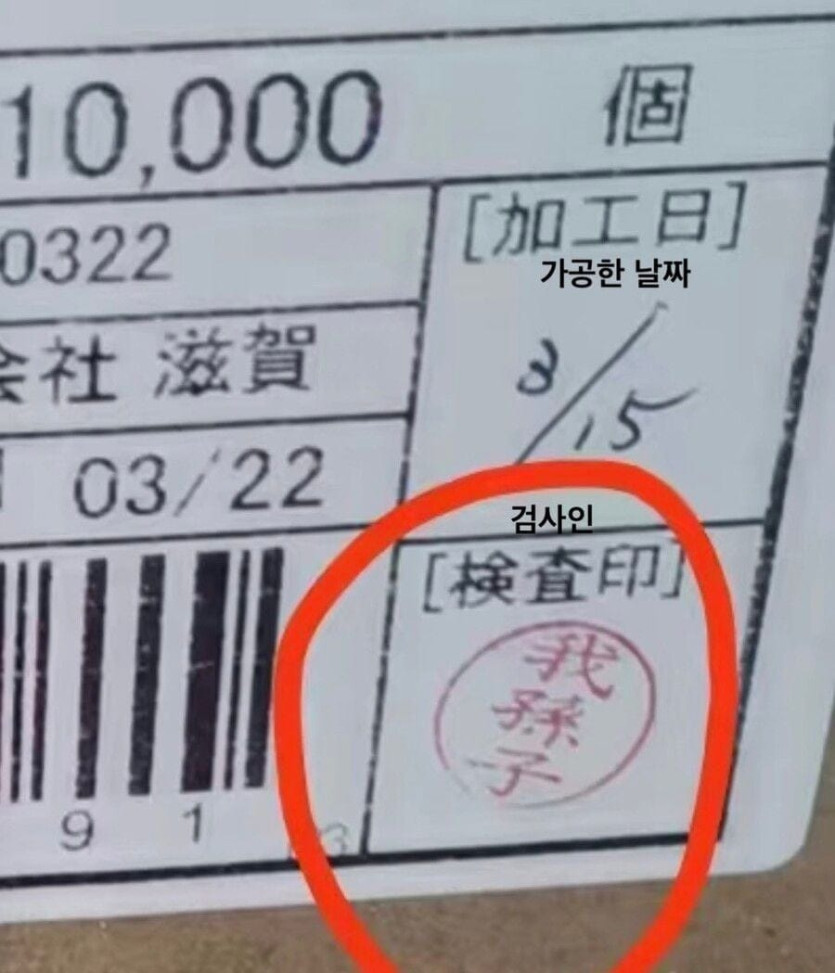 10,000 個
0322
[加工日]
가공한 날짜
3/15
会社 滋賀
03/22
검사인
[検査印]
我
孫
子
9 1